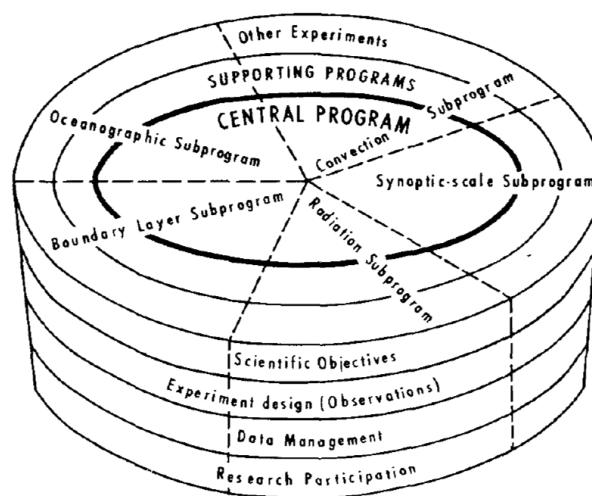 Other Experiments
SUPPORTING PROGRAMS
CENTRAL PROGRAM
Oceanographic Subprogram
Convection Subprogram
Synoptic-scale Subprogram
Boundary Layer Subprogram
Radiation Subprogram
Scientific Objectives
Experiment design (Observations)
Data Management
Research Participation